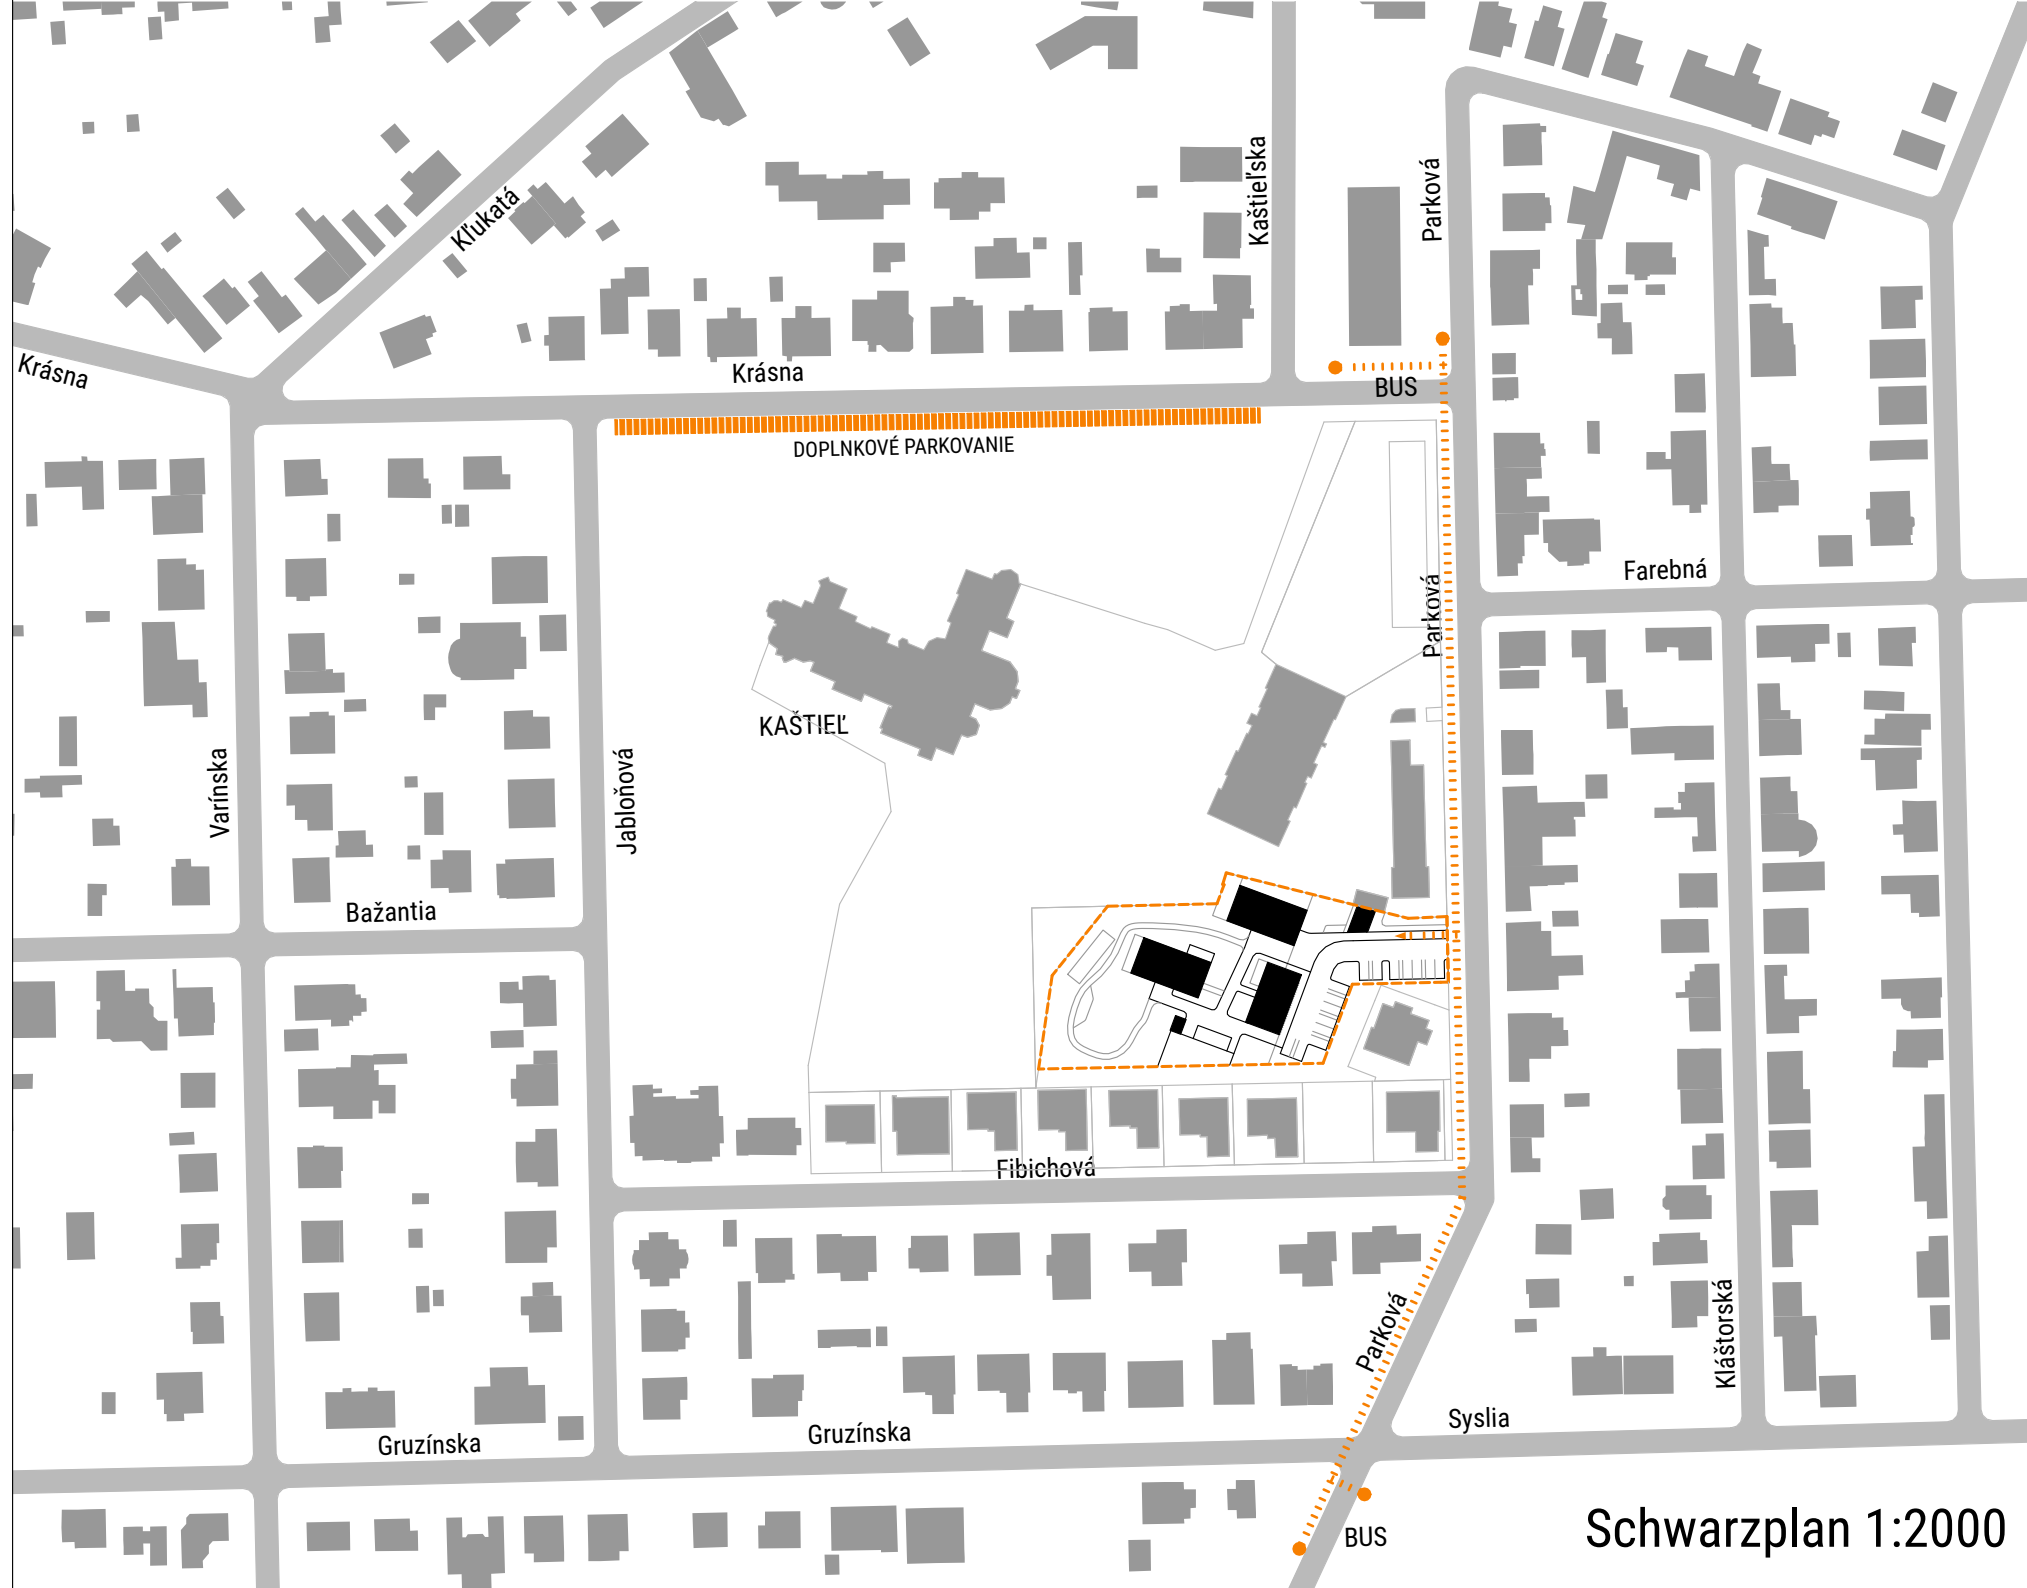 Kľukatá
Kaštieľska
Parková
Krásna
Krásna
BUS
DOPLNKOVÉ PARKOVANIE
Farebná
Parková
KAŠTIEĽ
Varínska
Jabloňová
Bažantia
Fibichová
Parková
Kláštorská
Syslia
Gruzínska
Gruzínska
BUS
Schwarzplan 1:2000